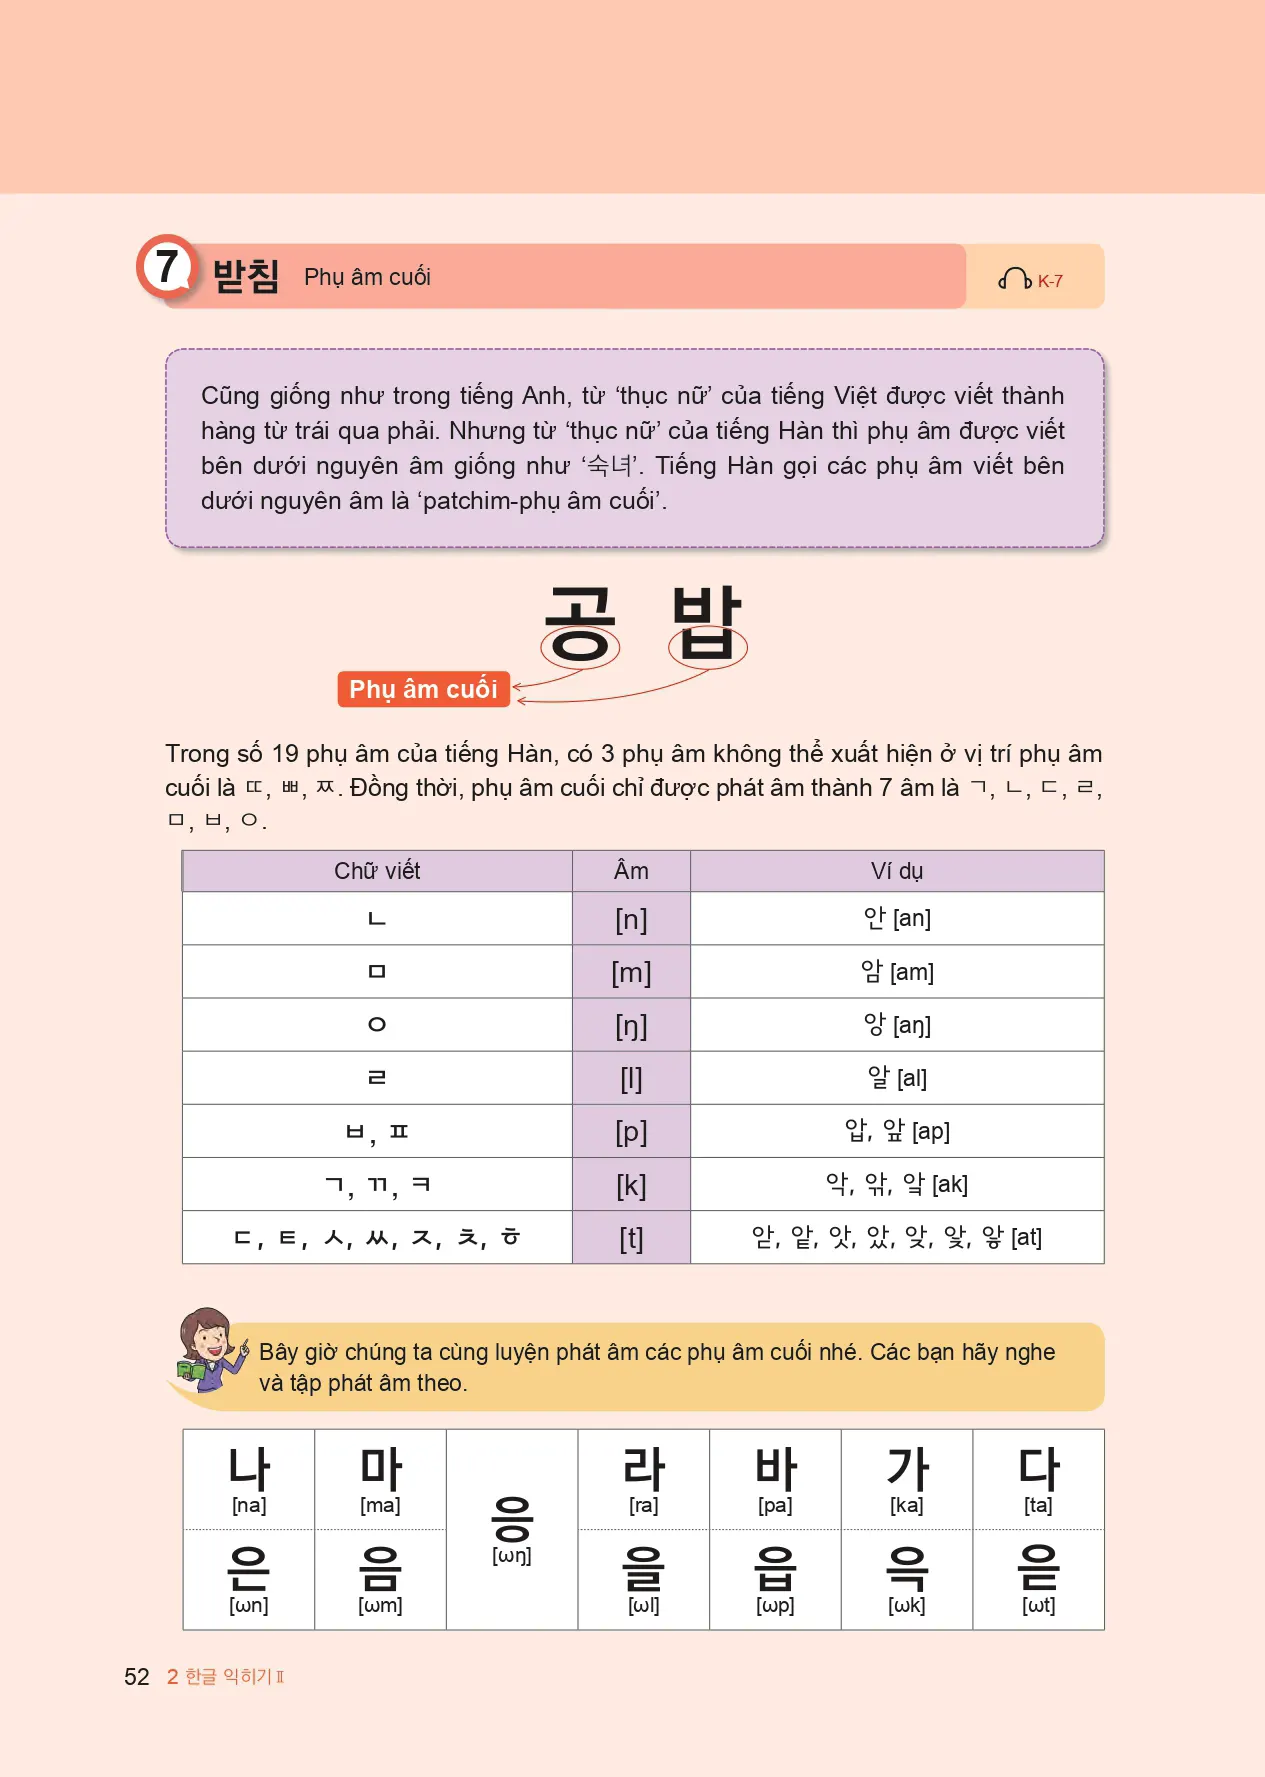 7 받침 Phụ âm cuối K-7
Cũng giống như trong tiếng Anh, từ ‘thục nữ’ của tiếng Việt được viết thành
hàng từ trái qua phải. Nhưng từ ‘thục nữ’ của tiếng Hàn thì phụ âm được viết
bên dưới nguyên âm giống như ‘숙녀’. Tiếng Hàn gọi các phụ âm viết bên
dưới nguyên âm là ‘patchim-phụ âm cuối’.
공 밥
Phụ âm cuối
Trong số 19 phụ âm của tiếng Hàn, có 3 phụ âm không thể xuất hiện ở vị trí phụ âm
cuối là ㄸ, ㅃ, ㅉ. Đồng thời, phụ âm cuối chỉ được phát âm thành 7 âm là ㄱ, ㄴ, ㄷ, ㄹ,
ㅁ, ㅂ, ㅇ.
Chữ viết Âm Ví dụ
ㄴ [n] 안 [an]
ㅁ [m] 암 [am]
ㅇ [ŋ] 앙 [aŋ]
ㄹ [l] 알 [al]
ㅂ, ㅍ [p] 압, 앞 [ap]
ㄱ, ㄲ, ㅋ [k] 악, 앆, 앜 [ak]
ㄷ, ㅌ, ㅅ, ㅆ, ㅈ, ㅊ, ㅎ [t] 앋, 앝, 앗, 았, 앚, 앛, 앟 [at]
Bây giờ chúng ta cùng luyện phát âm các phụ âm cuối nhé. Các bạn hãy nghe
và tập phát âm theo.
나 마 라 바 가 다
[na] [ma] [ra] [pa] [ka] [ta]
응
[ωŋ]
은 음 을 읍 윽 읃
[ωn] [ωm] [ωl] [ωp] [ωk] [ωt]
52 2 한글 익히기 Ⅱ